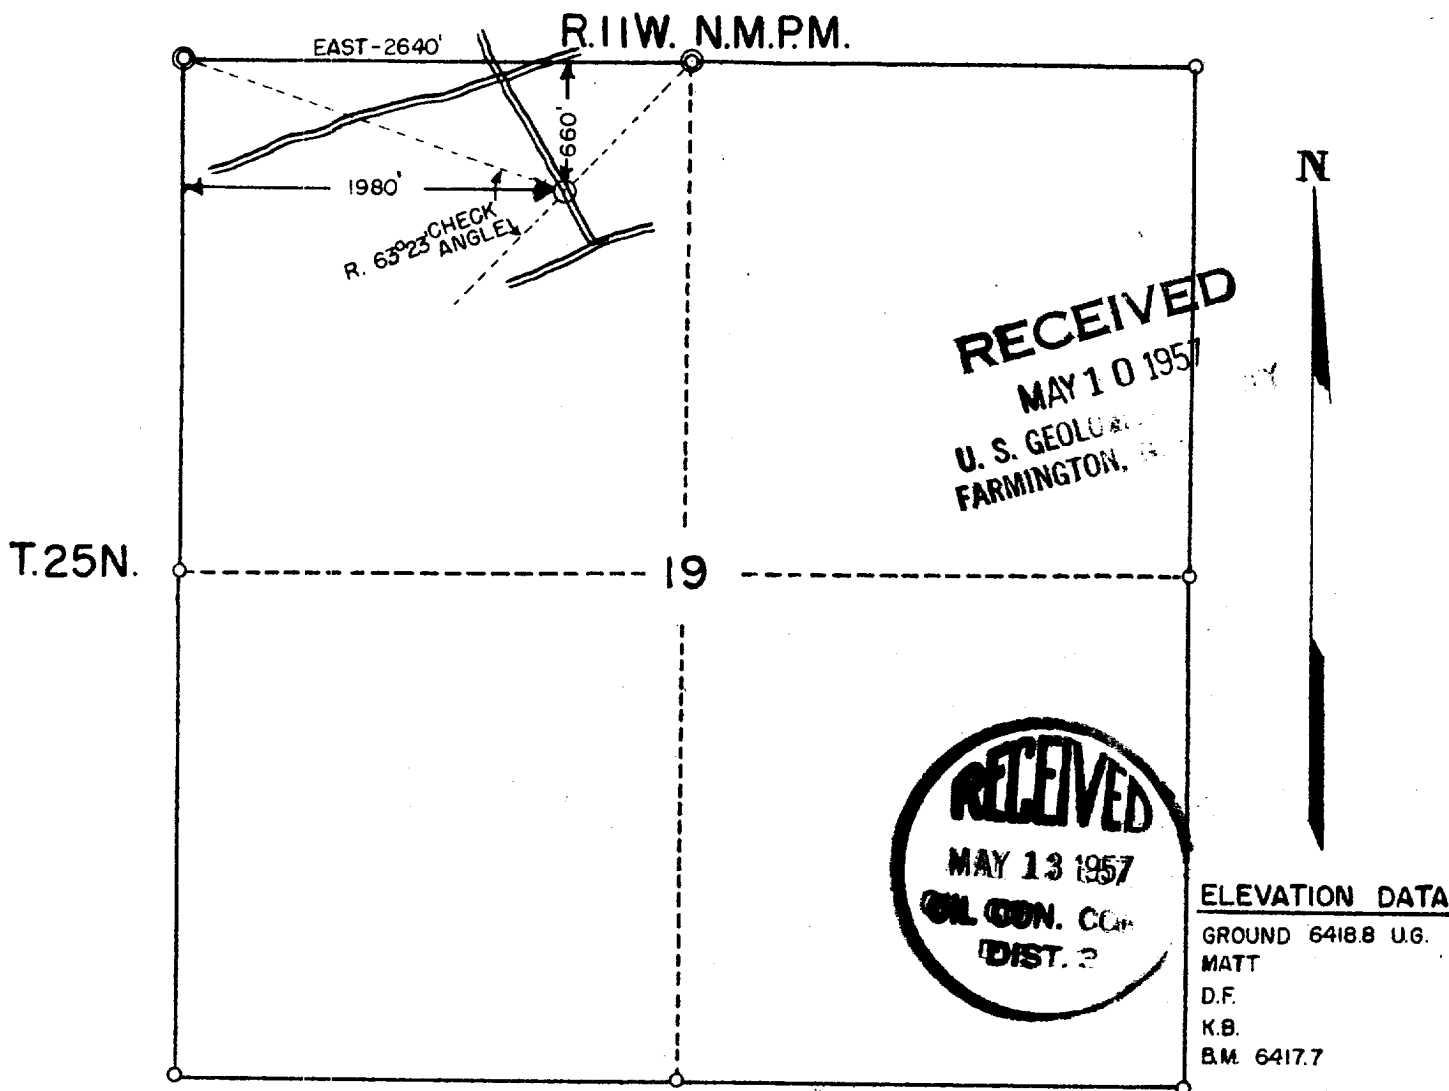 R.11W. N.M.P.M.
EAST-2640'
660'
1980'
CHECK
R. 63°23' ANGLE
N
RECEIVED
MAY 10 1957
U. S.
FARMINGTON,
T.25N.
19
RECEIVED
MAY 13 1957
OIL CON.
DIST. 3
ELEVATION DATA
GROUND 6418.8 U.G.
MATT
D.F.
K.B.
B.M. 6417.7